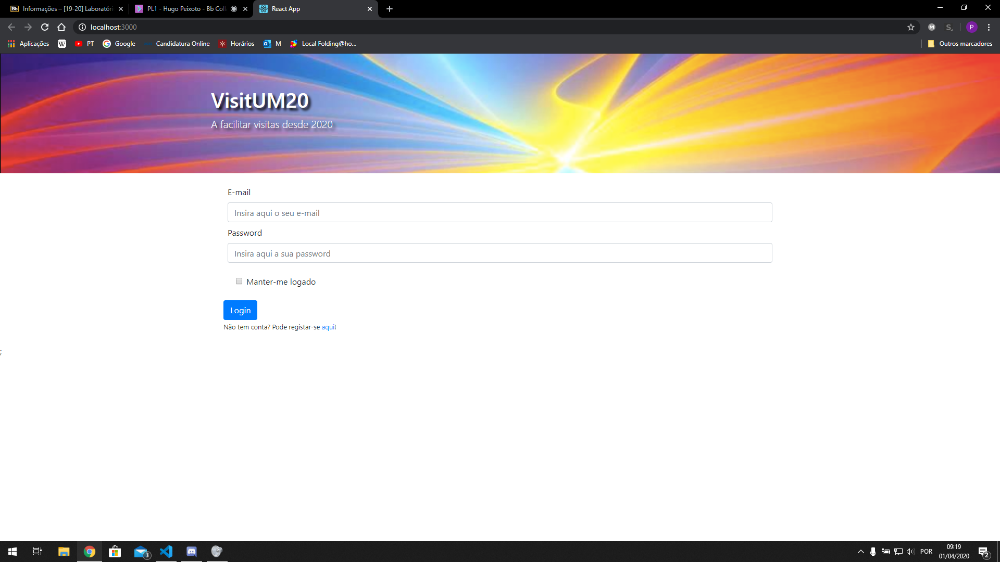 Informações – [19-20] Laboratóri
PL1 - Hugo Peixoto - Bb Coll
React App
localhost:3000
Aplicações
PT
Google
Candidatura Online
Horários
M
Local Folding@ho...
Outros marcadores
VisitUM20
A facilitar visitas desde 2020
E-mail
Insira aqui o seu e-mail
Password
Insira aqui a sua password
Manter-me logado
Login
Não tem conta? Pode registar-se aqui!
;
3
POR
09:19
01/04/2020
2